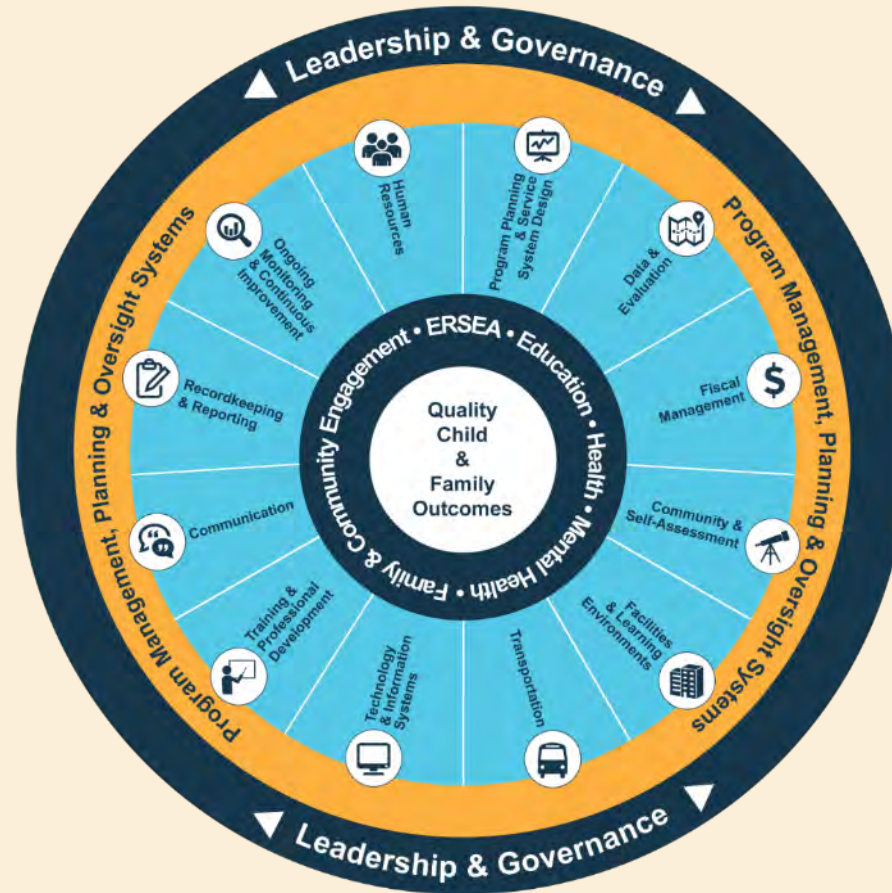 Leadership & Governance
Program Management, Planning & Oversight Systems
Program Management, Planning & Oversight Systems
Human
Resources
Program Planning
& Service
System Design
Data &
Evaluation
Fiscal
Management
Community &
Self-Assessment
Facilities
& Learning
Environments
Transportation
Technology
& Information
Systems
Training &
Professional
Development
Communication
Recordkeeping
& Reporting
Ongoing
Monitoring
& Continuous
Improvement
ERSEA • Education • Health • Mental Health • Family & Community Engagement •
Quality
Child
&
Family
Outcomes
$
Leadership & Governance